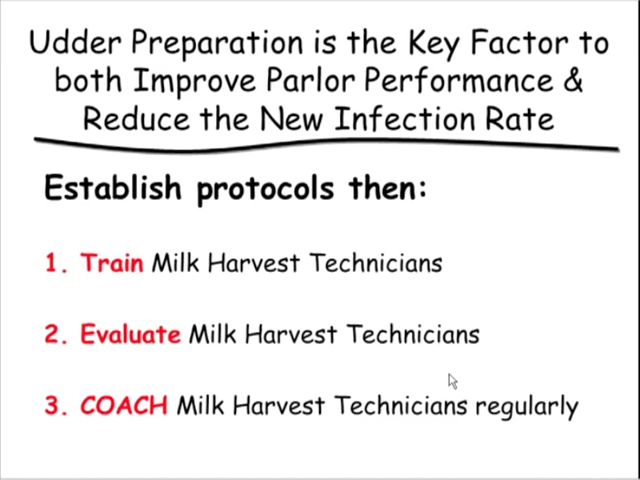 Udder Preparation is the Key Factor to
both Improve Parlor Performance &
Reduce the New Infection Rate
Establish protocols then:
1. Train Milk Harvest Technicians
2. Evaluate Milk Harvest Technicians
3. COACH Milk Harvest Technicians regularly